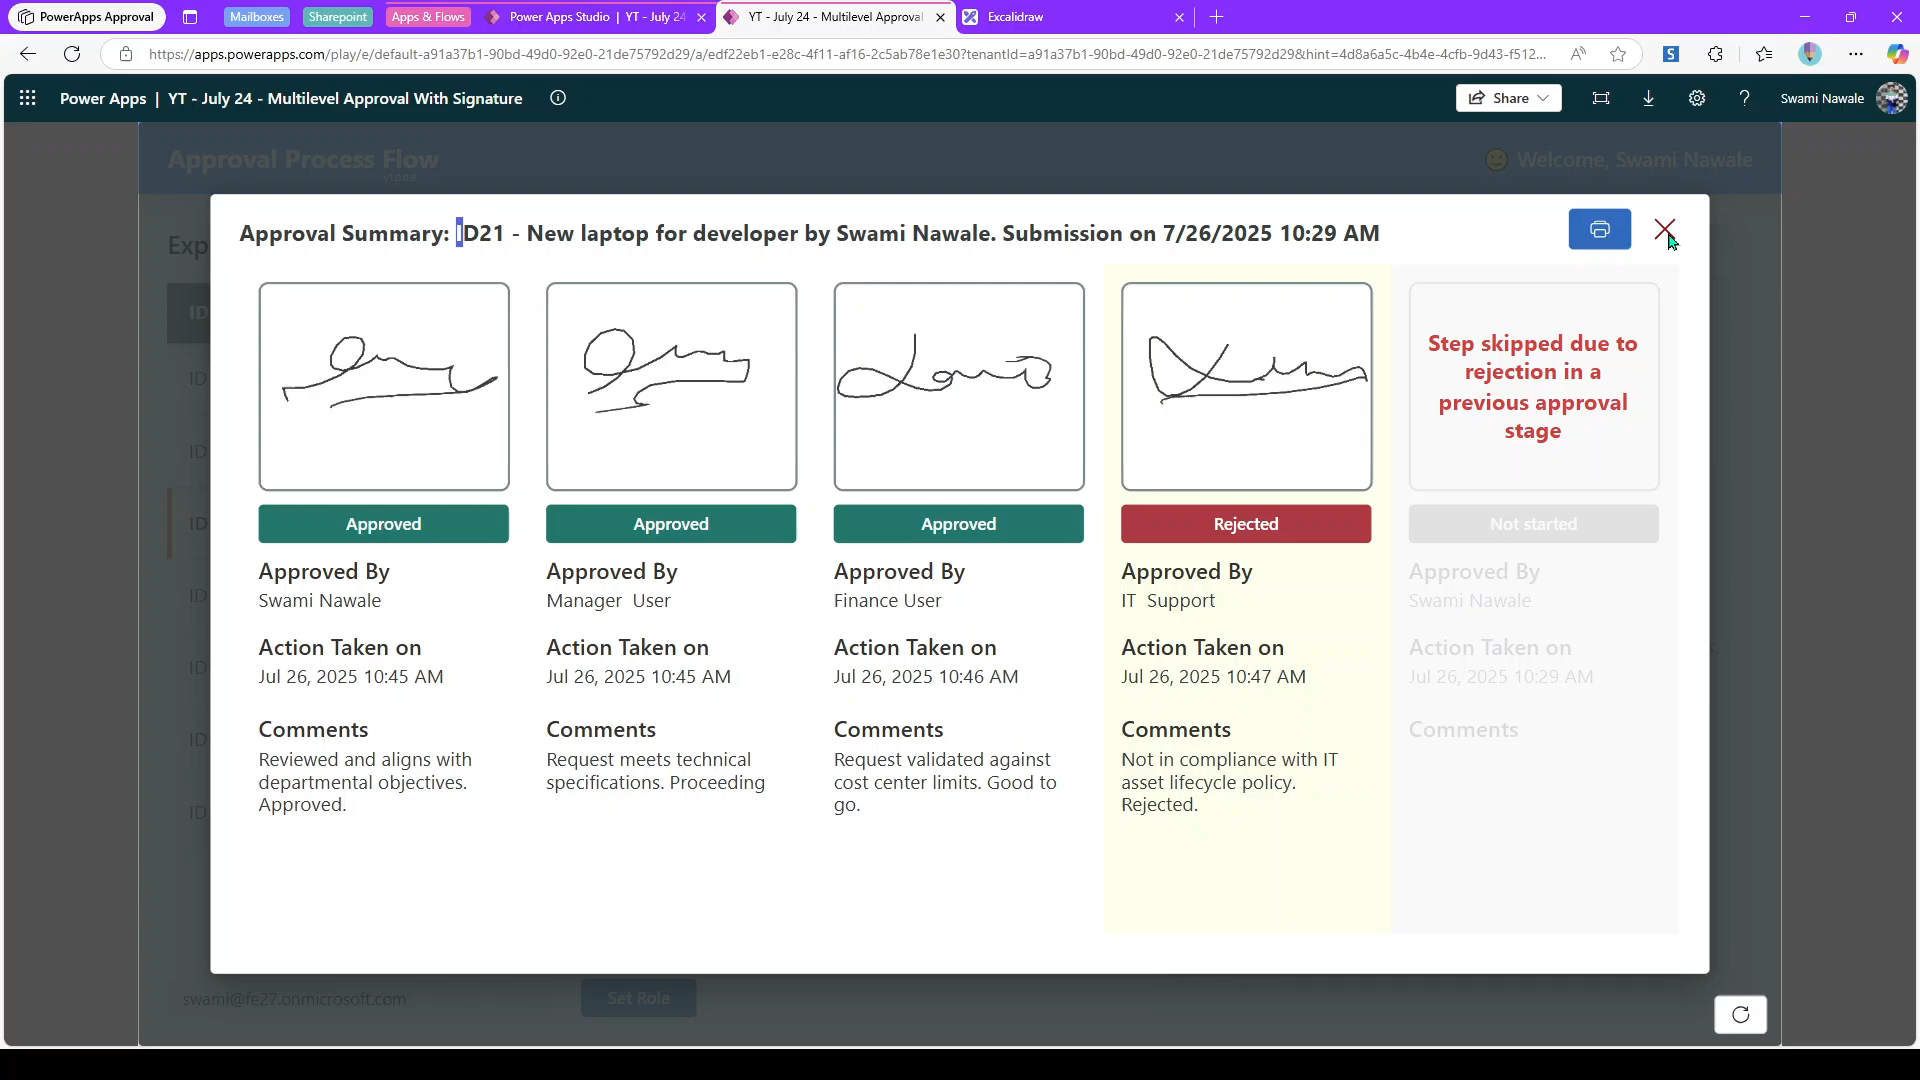 PowerApps Approval
Mailboxes
Sharepoint
Apps & Flows
Power Apps Studio | YT - July 24
YT - July 24 - Multilevel Approval
Excalidraw
https://apps.powerapps.com/play/e/default-a91a37b1-90bd-49d0-92e0-21de75792d29/a/edf22eb1-e28c-4f11-af16-2c5ab78e1e30?tenantId=a91a37b1-90bd-49d0-92e0-21de75792d29&hint=4d8a6a5c-4b4e-4cfb-9d43-f512...
Power Apps | YT - July 24 - Multilevel Approval With Signature
Share
Swami Nawale
Approval Process Flow
Welcome, Swami Nawale
Approval Summary: ID21 - New laptop for developer by Swami Nawale. Submission on 7/26/2025 10:29 AM
Exp
ID
ID
ID
ID
ID
ID
ID
ID
Step skipped due to
rejection in a
previous approval
stage
Approved
Approved
Approved
Rejected
Not started
Approved By
Swami Nawale
Action Taken on
Jul 26, 2025 10:45 AM
Comments
Reviewed and aligns with
departmental objectives.
Approved.
Approved By
Manager User
Action Taken on
Jul 26, 2025 10:45 AM
Comments
Request meets technical
specifications. Proceeding
Approved By
Finance User
Action Taken on
Jul 26, 2025 10:46 AM
Comments
Request validated against
cost center limits. Good to
go.
Approved By
IT Support
Action Taken on
Jul 26, 2025 10:47 AM
Comments
Not in compliance with IT
asset lifecycle policy.
Rejected.
Approved By
Swami Nawale
Action Taken on
Jul 26, 2025 10:29 AM
Comments
swami@fe27.onmicrosoft.com
Set Role